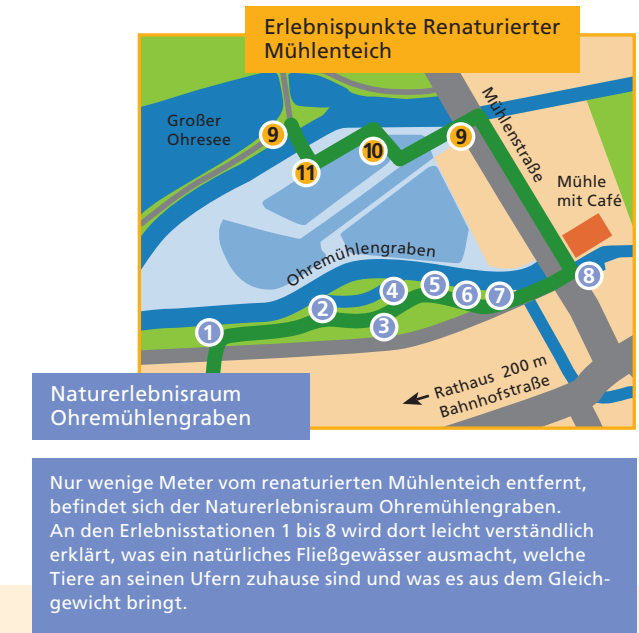 Erlebnispunkte Renaturierter
Mühlenteich
Großer
Ohresee
9
11
10
9
Mühlenstraße
Mühle
mit Café
Ohremühlengraben
1
2
3
4
5
6
7
8
Rathaus 200 m
Bahnhofstraße
Naturerlebnisraum
Ohremühlengraben
Nur wenige Meter vom renaturierten Mühlenteich entfernt,
befindet sich der Naturerlebnisraum Ohremühlengraben.
An den Erlebnisstationen 1 bis 8 wird dort leicht verständlich
erklärt, was ein natürliches Fließgewässer ausmacht, welche
Tiere an seinen Ufern zuhause sind und was es aus dem Gleich-
gewicht bringt.